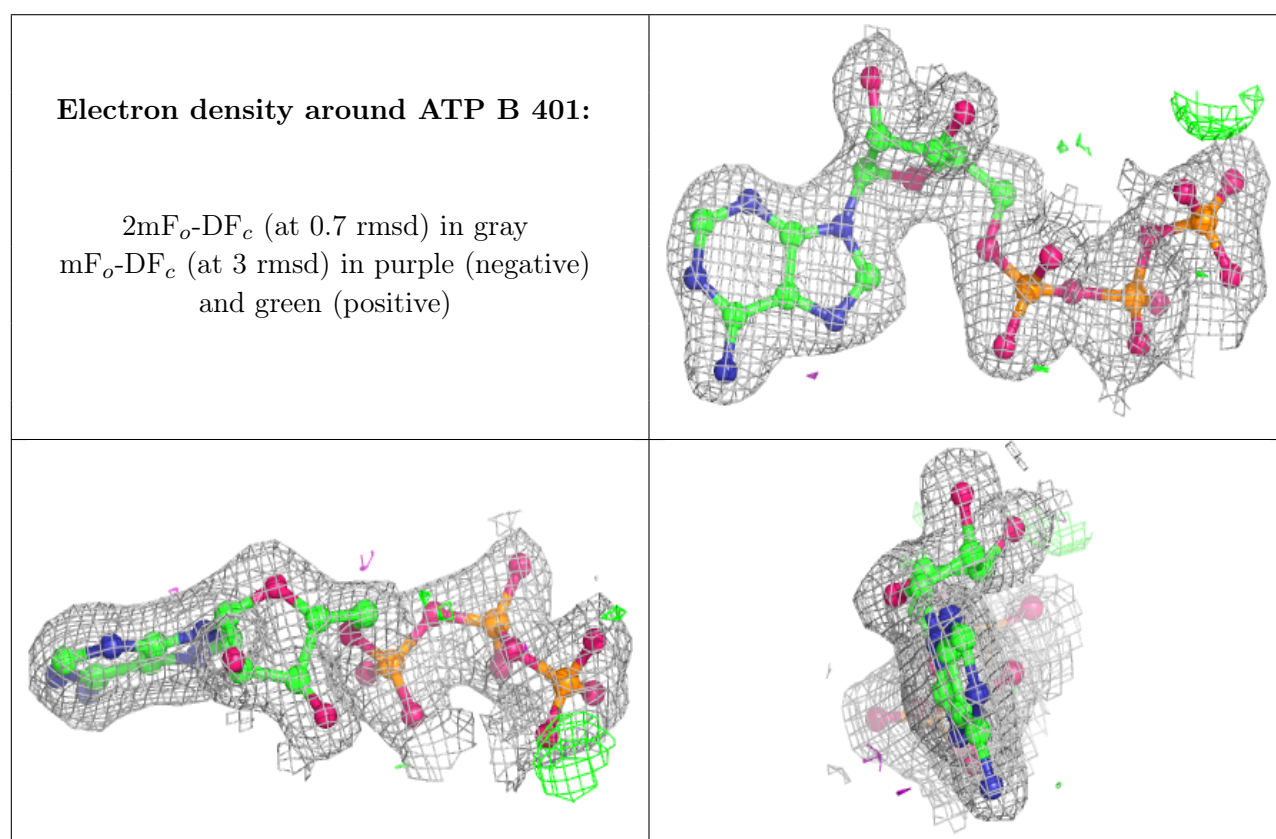 Electron density around ATP B 401:
2mFₒ-DF𝒸 (at 0.7 rmsd) in gray
mFₒ-DF𝒸 (at 3 rmsd) in purple (negative)
and green (positive)